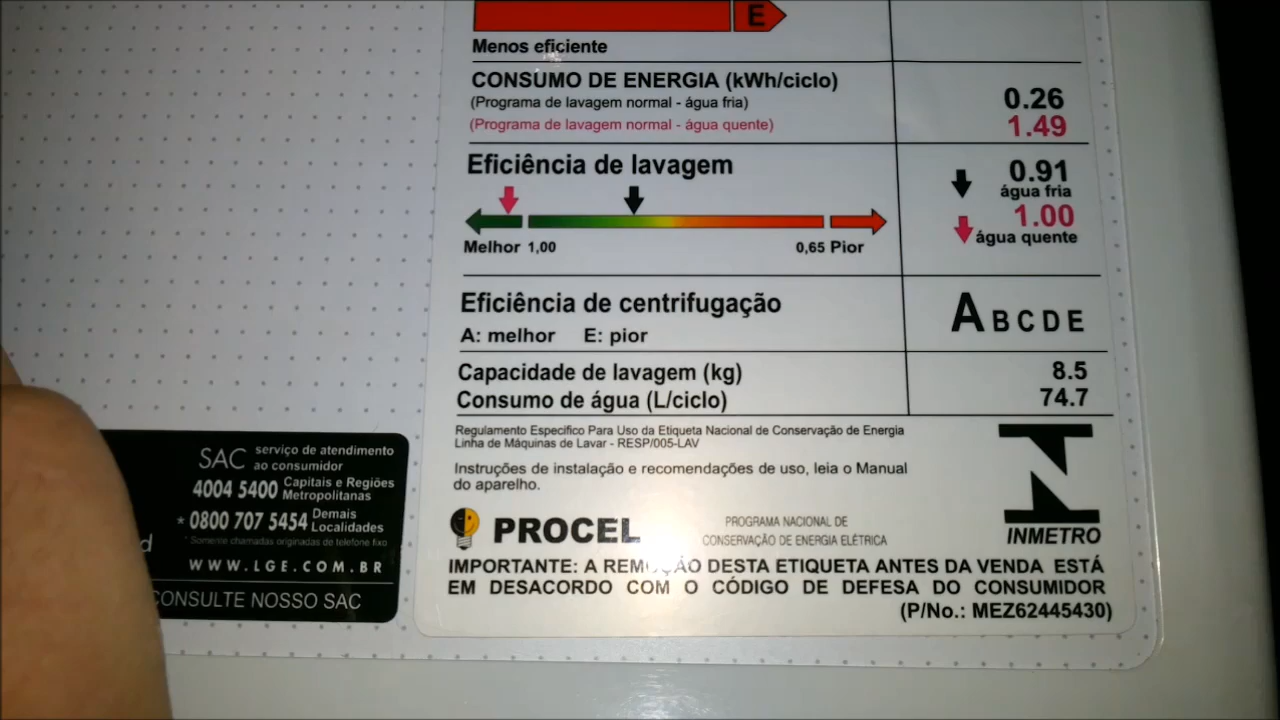 E
Menos eficiente
CONSUMO DE ENERGIA (kWh/ciclo)
(Programa de lavagem normal - água fria) 0.26
(Programa de lavagem normal - água quente) 1.49
Eficiência de lavagem
0.91
água fria
1.00
água quente
Melhor 1,00 0,65 Pior
Eficiência de centrifugação
A: melhor E: pior
A B C D E
Capacidade de lavagem (kg) 8.5
Consumo de água (L/ciclo) 74.7
Regulamento Específico Para Uso da Etiqueta Nacional de Conservação de Energia
Linha de Máquinas de Lavar - RESP/005-LAV
Instruções de instalação e recomendações de uso, leia o Manual
do aparelho.
PROCEL
PROGRAMA NACIONAL DE
CONSERVAÇÃO DE ENERGIA ELÉTRICA
INMETRO
IMPORTANTE: A REMOÇÃO DESTA ETIQUETA ANTES DA VENDA ESTÁ
EM DESACORDO COM O CÓDIGO DE DEFESA DO CONSUMIDOR
(P/No.: MEZ62445430)
SAC serviço de atendimento
ao consumidor
4004 5400 Capitais e Regiões
Metropolitanas
* 0800 707 5454 Demais
Localidades
* Somente chamadas originadas de telefone fixo
WWW.LGE.COM.BR
CONSULTE NOSSO SAC